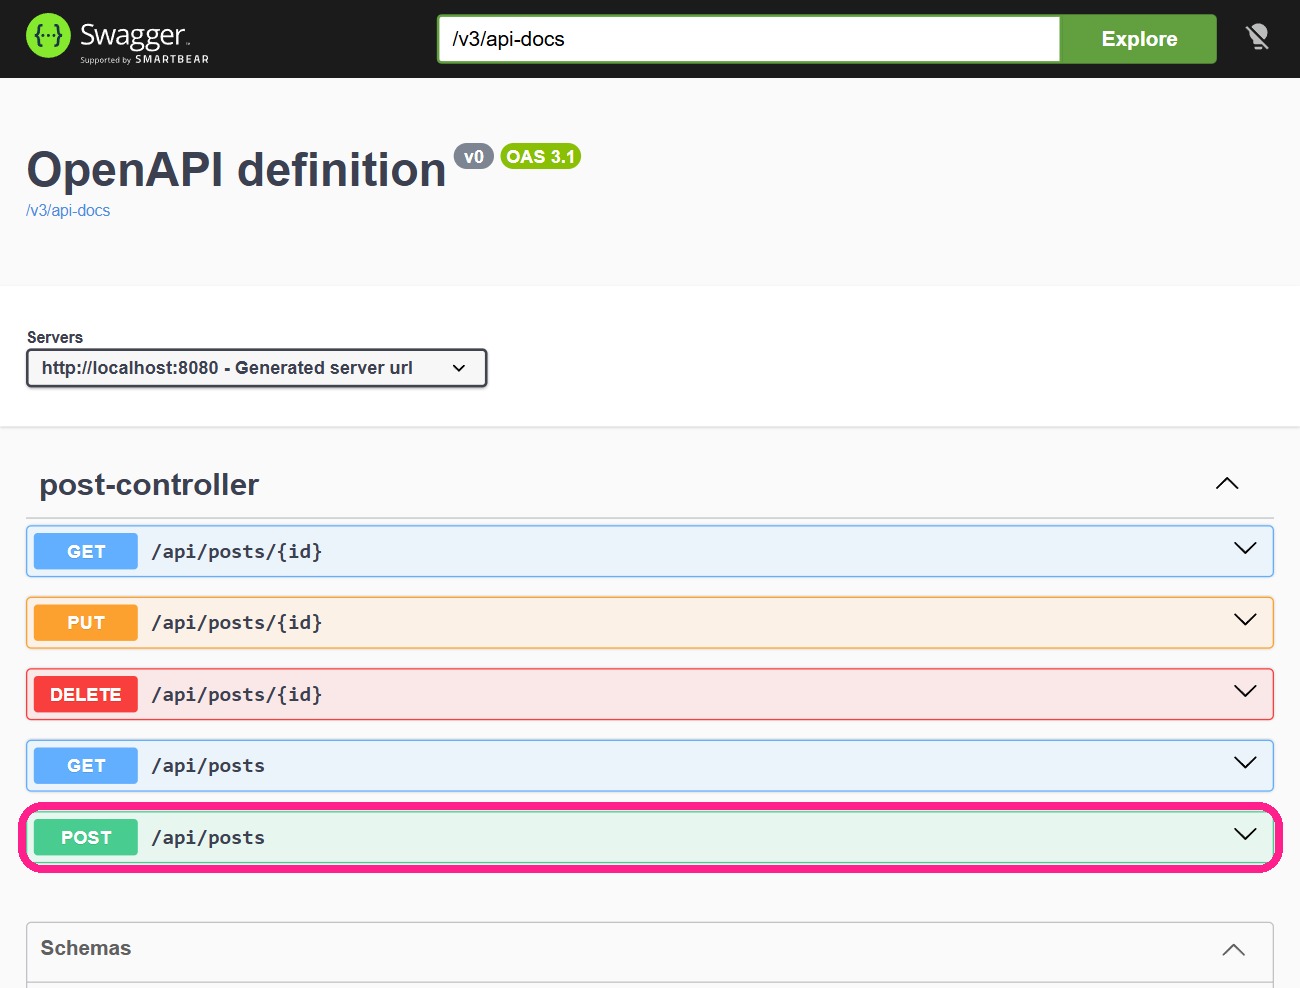 {···} Swagger™
Supported by SMARTBEAR
/v3/api-docs
Explore
OpenAPI definition v0 OAS 3.1
/v3/api-docs
Servers
http://localhost:8080 - Generated server url
post-controller
GET /api/posts/{id}
PUT /api/posts/{id}
DELETE /api/posts/{id}
GET /api/posts
POST /api/posts
Schemas